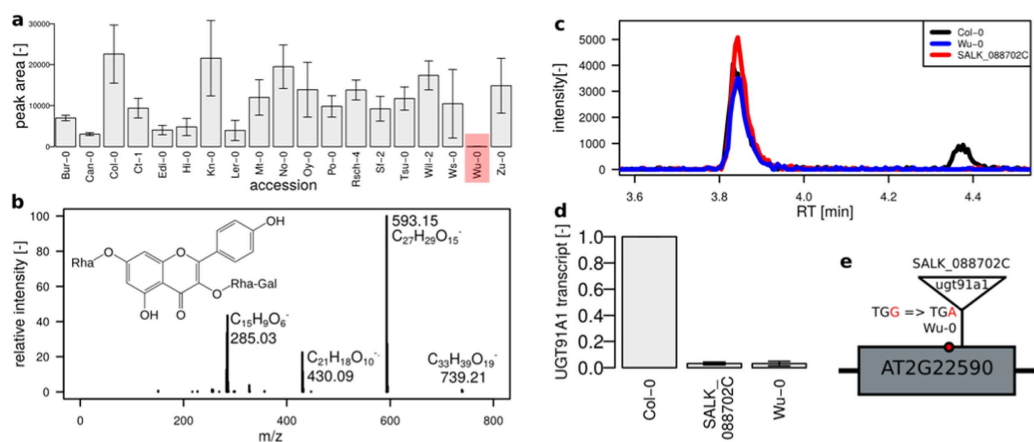 a
peak area [-]
30000
20000
10000
0
Bur-0
Can-0
Col-0
Ct-1
Edi-0
Hi-0
Kn-0
Ler-0
Mt-0
No-0
Oy-0
Po-0
Rsch-4
Sf-2
Tsu-0
Wil-2
Ws-0
Wu-0
Zu-0
accession
b
relative intensity [-]
100
80
60
40
20
0
593.15
C27H29O15-
OH
Rha
O
O
O
Rha-Gal
OH
O
C15H9O6-
285.03
C21H18O10-
430.09
C33H39O19-
739.21
0 200 400 600 800
m/z
c
intensity[-]
5000
4000
3000
2000
1000
0
Col-0
Wu-0
SALK_088702C
3.6 3.8 4.0 4.2 4.4
RT [min]
d
UGT91A1 transcript [-]
1.0
0.8
0.6
0.4
0.2
0.0
Col-0
SALK_
088702C
Wu-0
e
SALK_088702C
ugt91a1
TGG => TGA
Wu-0
AT2G22590